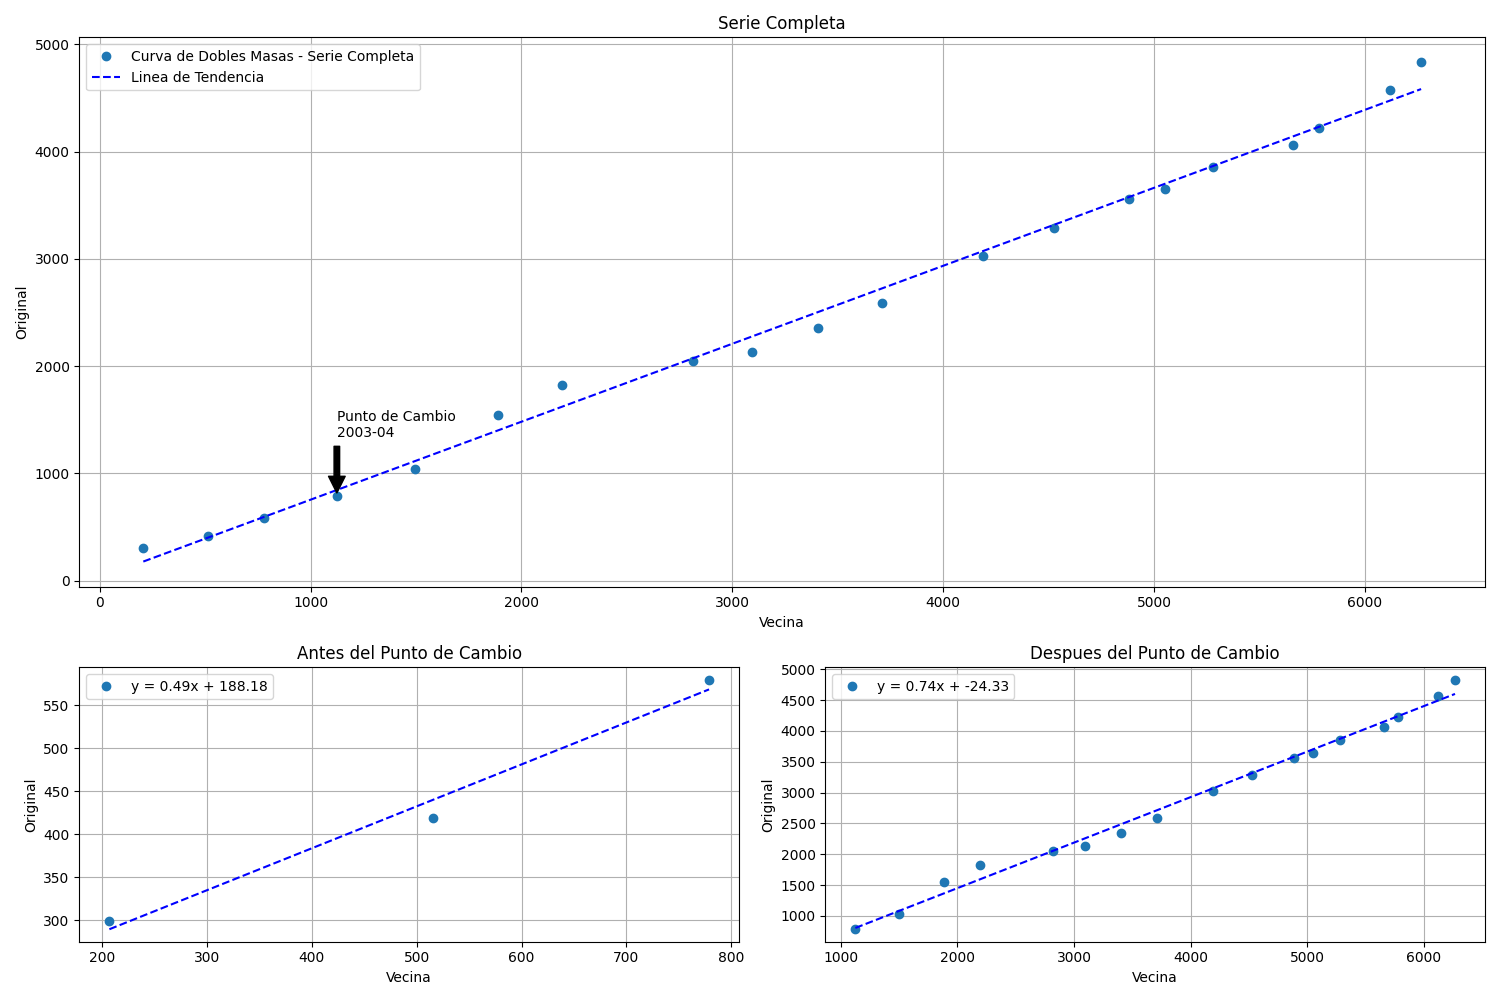 Serie Completa
5000
4000
3000
2000
1000
0
Original
Curva de Dobles Masas - Serie Completa
Linea de Tendencia
Punto de Cambio
2003-04
0 1000 2000 3000 4000 5000 6000
Vecina
Antes del Punto de Cambio
y = 0.49x + 188.18
550
500
450
400
350
300
Original
200 300 400 500 600 700 800
Vecina
Despues del Punto de Cambio
y = 0.74x + -24.33
5000
4500
4000
3500
3000
2500
2000
1500
1000
Original
1000 2000 3000 4000 5000 6000
Vecina